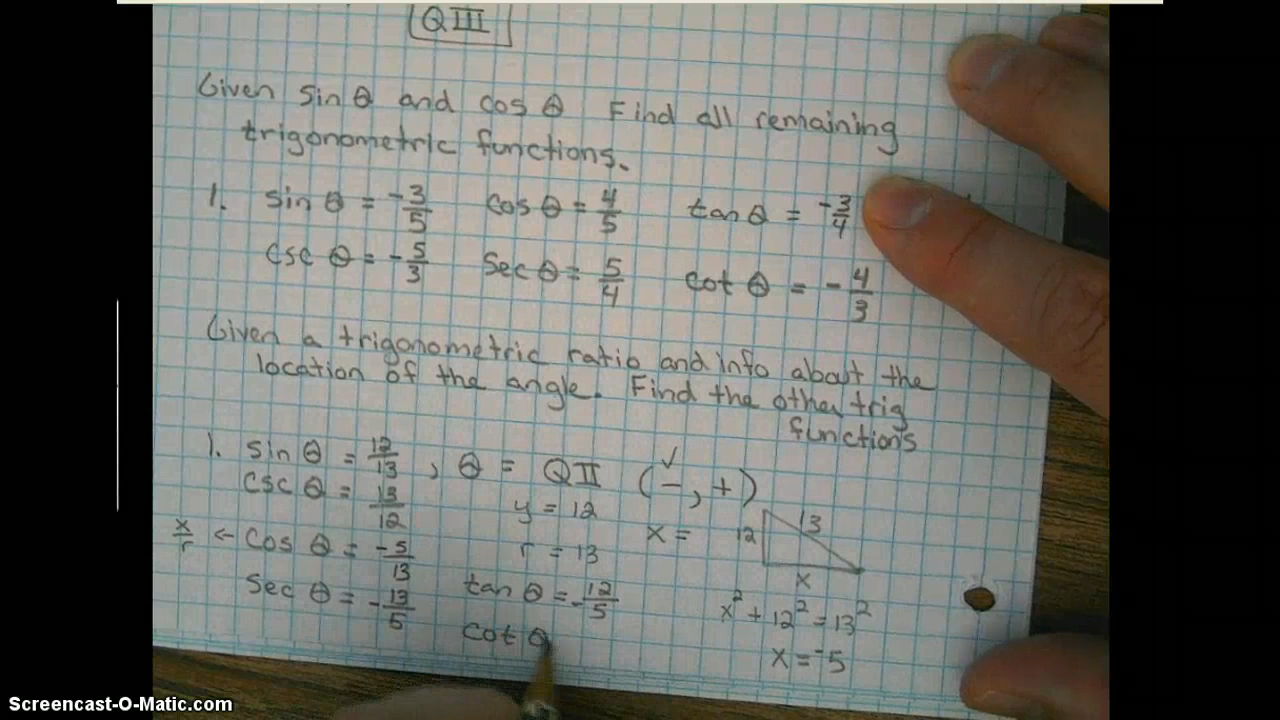 QIII
Given sin θ and cos θ Find all remaining
trigonometric functions.
1. sin θ = -3/5 cos θ = 4/5 tan θ = -3/4
csc θ = -5/3 sec θ = 5/4 cot θ = -4/3
Given a trigonometric ratio and info about the
location of the angle. Find the other trig
functions
1. sin θ = 12/13, θ = QII (-, +) ✓
csc θ = 13/12 y = 12
x/r ← cos θ = -5/13 r = 13 x =
sec θ = -13/5 tan θ = -12/5
cot θ
12 13
x
x² + 12² = 13²
x = -5
Screencast-O-Matic.com